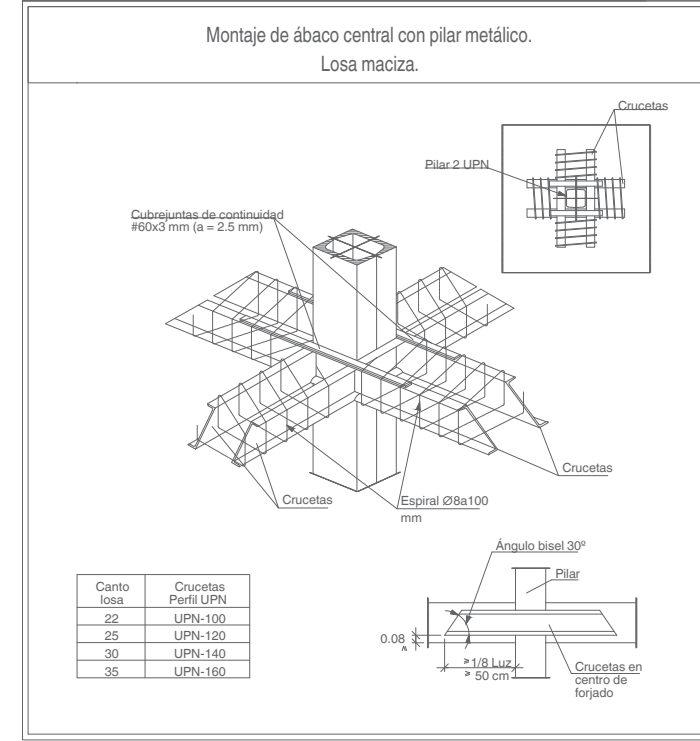 Montaje de ábaco central con pilar metálico.
Losa maciza.
Crucetas
Pilar 2 UPN
Cubrejuntas de continuidad
#60x3 mm (a = 2.5 mm)
Crucetas
Crucetas
Espiral Ø8a100
mm
Ángulo bisel 30º
Pilar
Canto losa | Crucetas Perfil UPN
22 | UPN-100
25 | UPN-120
30 | UPN-140
35 | UPN-160
0.08
≥
≥ 1/8 Luz
≥ 50 cm
Crucetas en
centro de
forjado